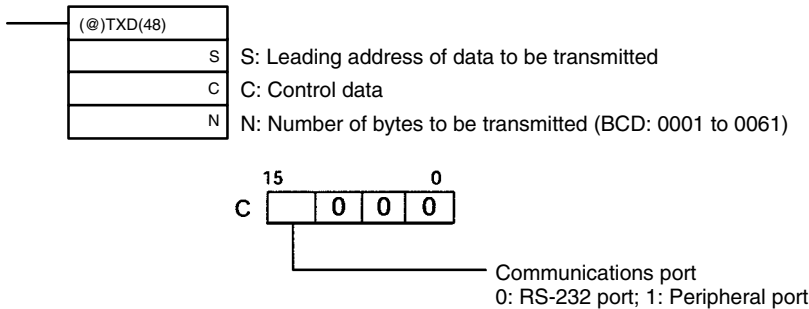 (@)TXD(48)
S S: Leading address of data to be transmitted
C C: Control data
N N: Number of bytes to be transmitted (BCD: 0001 to 0061)
15 0
C 0 0 0
Communications port
0: RS-232 port; 1: Peripheral port